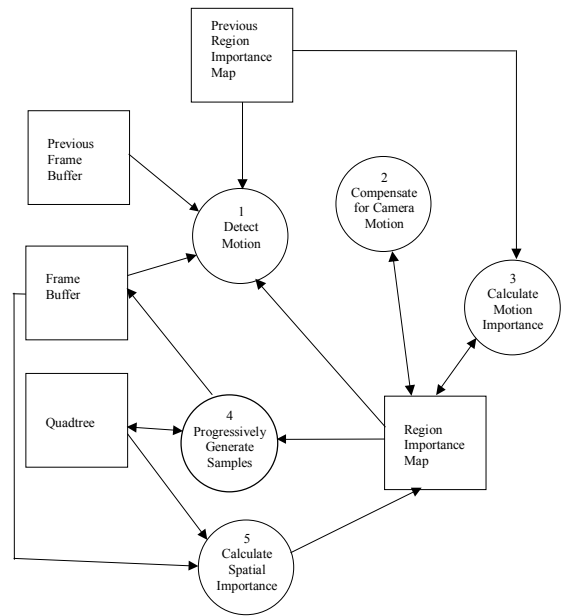 Previous
Region
Importance
Map
Previous
Frame
Buffer
1
Detect
Motion
2
Compensate
for Camera
Motion
Frame
Buffer
3
Calculate
Motion
Importance
Quadtree
4
Progressively
Generate
Samples
Region
Importance
Map
5
Calculate
Spatial
Importance